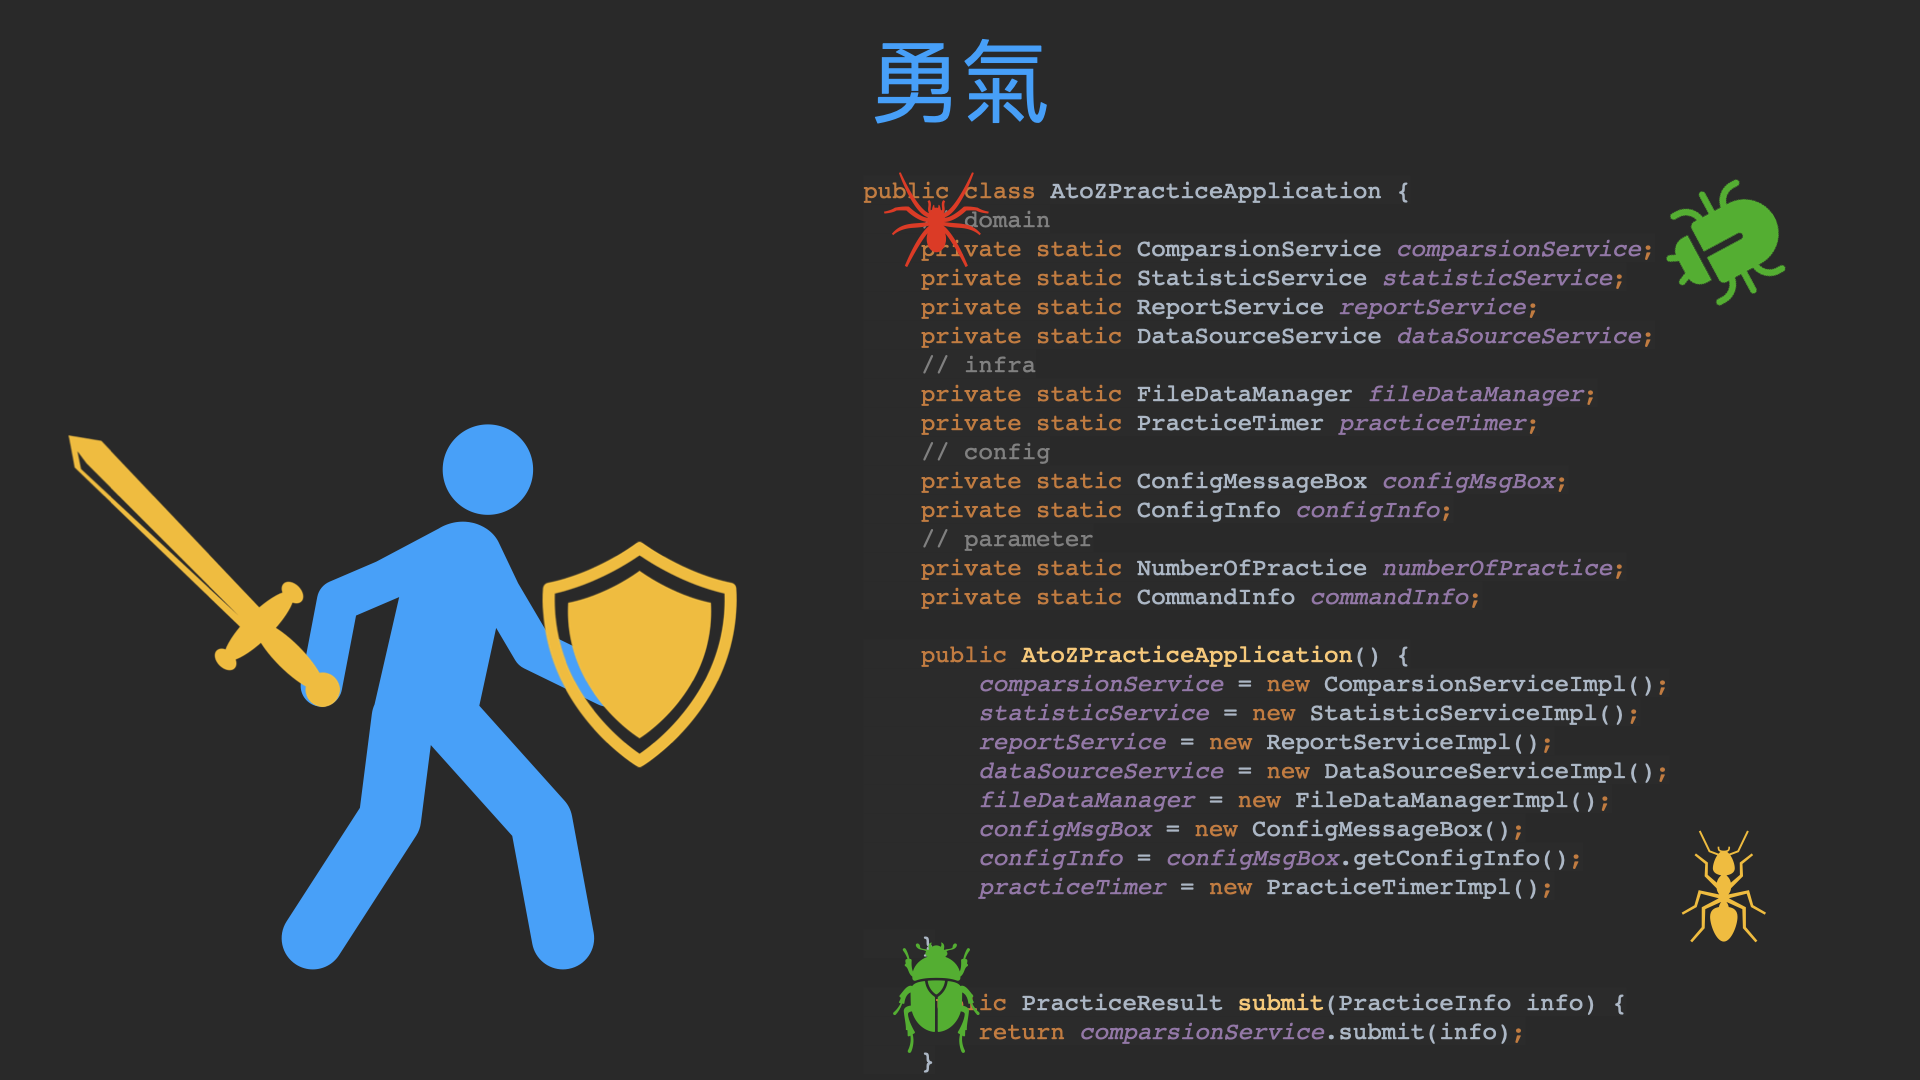 勇氣
public class AtoZPracticeApplication {
domain
private static ComparsionService comparsionService;
private static StatisticService statisticService;
private static ReportService reportService;
private static DataSourceService dataSourceService;
// infra
private static FileDataManager fileDataManager;
private static PracticeTimer practiceTimer;
// config
private static ConfigMessageBox configMsgBox;
private static ConfigInfo configInfo;
// parameter
private static NumberOfPractice numberOfPractice;
private static CommandInfo commandInfo;
public AtoZPracticeApplication() {
comparsionService = new ComparsionServiceImpl();
statisticService = new StatisticServiceImpl();
reportService = new ReportServiceImpl();
dataSourceService = new DataSourceServiceImpl();
fileDataManager = new FileDataManagerImpl();
configMsgBox = new ConfigMessageBox();
configInfo = configMsgBox.getConfigInfo();
practiceTimer = new PracticeTimerImpl();
}
ic PracticeResult submit(PracticeInfo info) {
return comparsionService.submit(info);
}